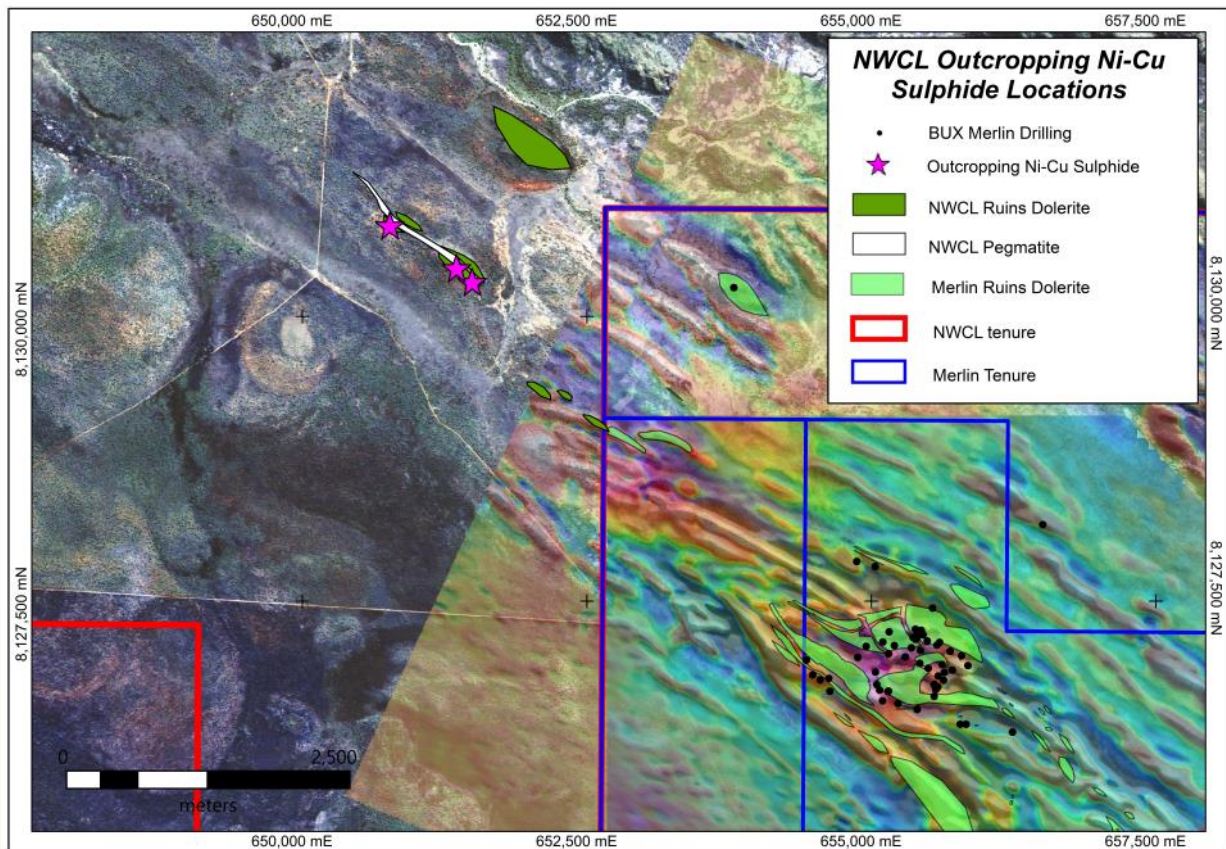 650,000 mE
652,500 mE
655,000 mE
657,500 mE
NWCL Outcropping Ni-Cu
Sulphide Locations
BUX Merlin Drilling
Outcropping Ni-Cu Sulphide
NWCL Ruins Dolerite
NWCL Pegmatite
Merlin Ruins Dolerite
NWCL tenure
Merlin Tenure
8,130,000 mN
8,130,000 mN
8,127,500 mN
8,127,500 mN
0
2,500
meters
650,000 mE
652,500 mE
655,000 mE
657,500 mE